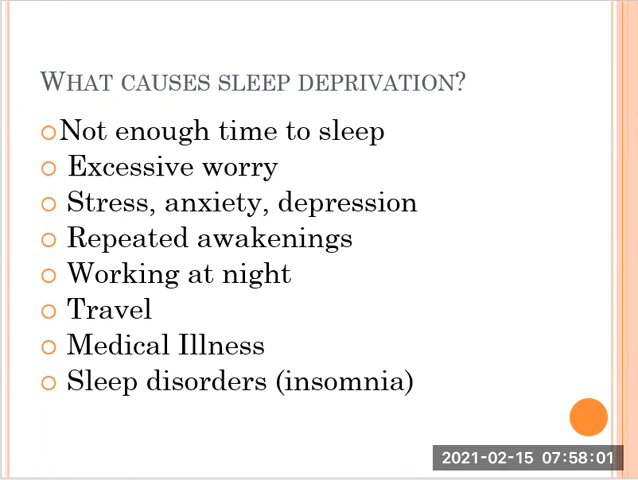 What causes sleep deprivation?
Not enough time to sleep
Excessive worry
Stress, anxiety, depression
Repeated awakenings
Working at night
Travel
Medical Illness
Sleep disorders (insomnia)
2021-02-15 07:58:01